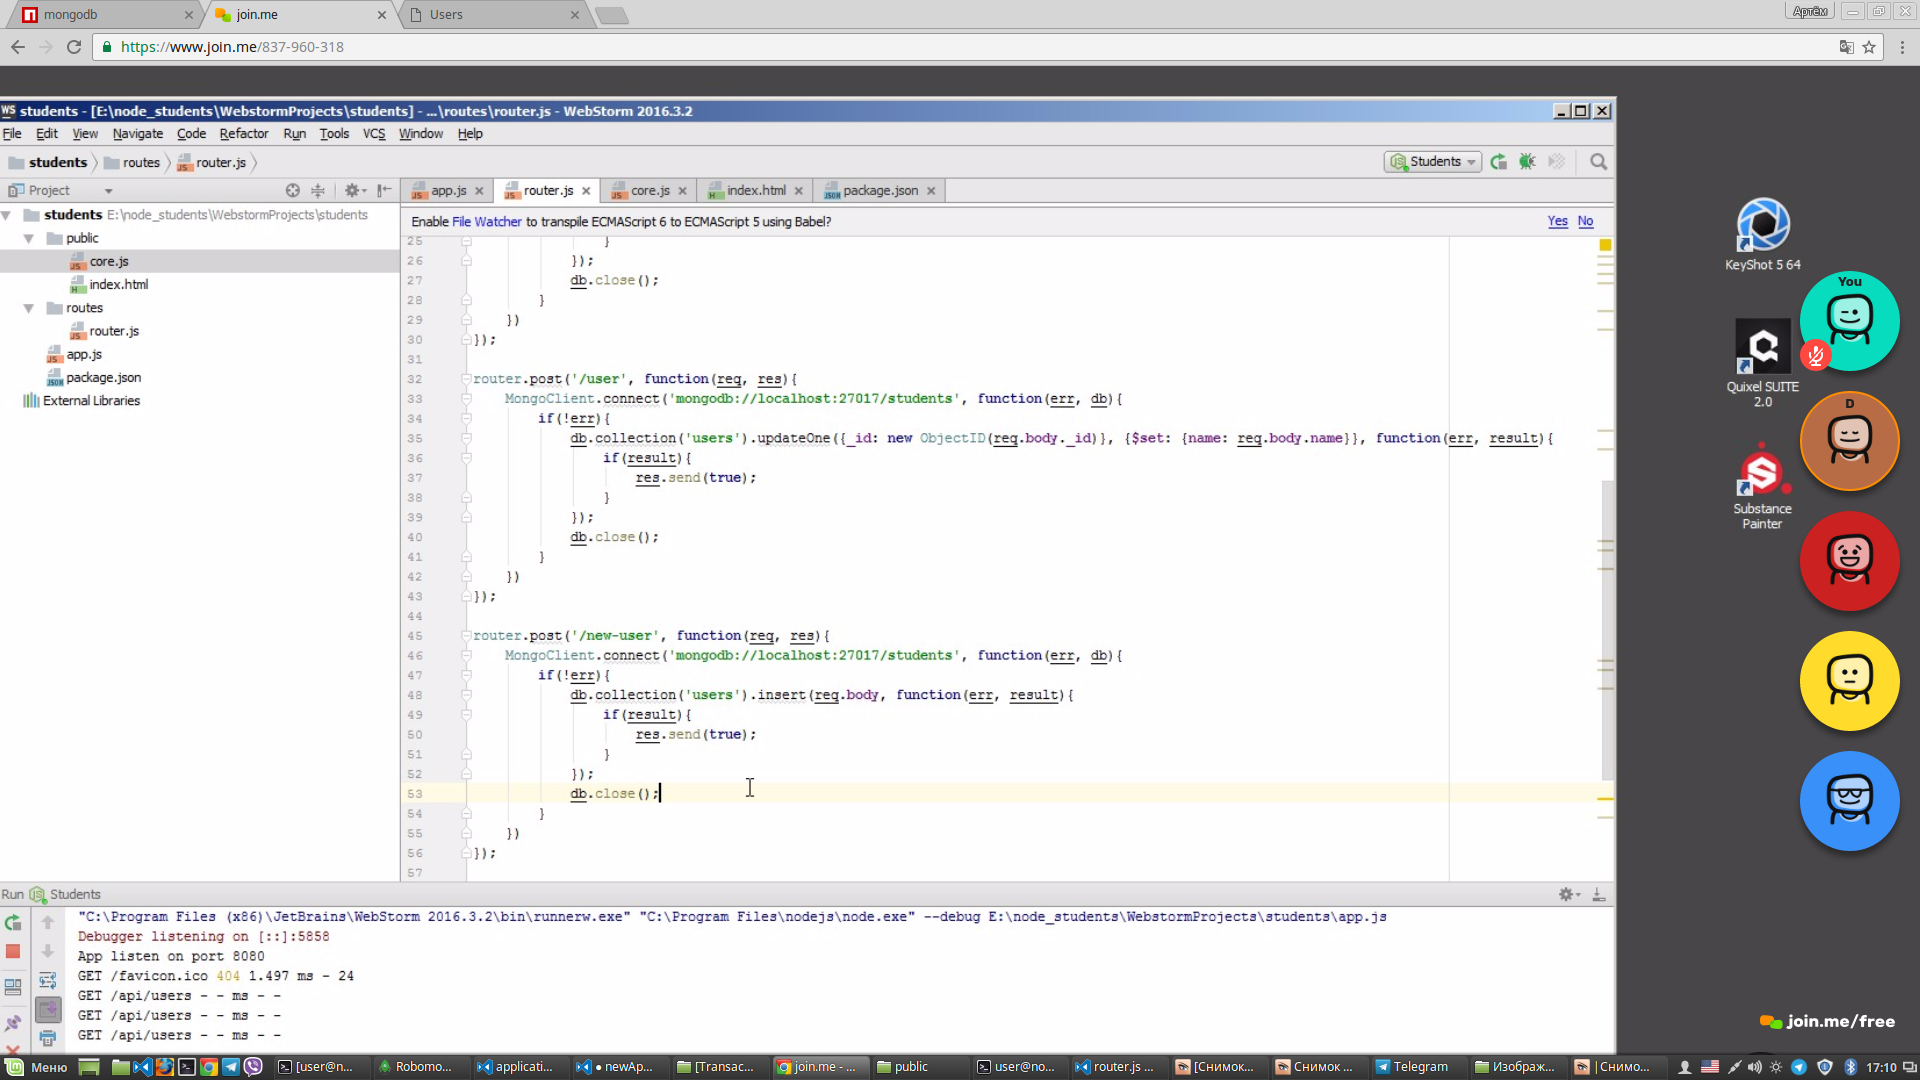 mongodb
join.me
Users
Артём
https://www.join.me/837-960-318
WS students - [E:\node_students\WebstormProjects\students] - ...\routes\router.js - WebStorm 2016.3.2
File Edit View Navigate Code Refactor Run Tools VCS Window Help
students routes router.js
Students
Project
app.js router.js core.js index.html package.json
students E:\node_students\WebstormProjects\students
public
core.js
index.html
routes
router.js
app.js
package.json
External Libraries
Enable File Watcher to transpile ECMAScript 6 to ECMAScript 5 using Babel? Yes No
25 }
26 });
27 db.close();
28 }
29 })
30 });
31
32 router.post('/user', function(req, res){
33 MongoClient.connect('mongodb://localhost:27017/students', function(err, db){
34 if(!err){
35 db.collection('users').updateOne({_id: new ObjectID(req.body._id)}, {$set: {name: req.body.name}}, function(err, result){
36 if(result){
37 res.send(true);
38 }
39 });
40 db.close();
41 }
42 })
43 });
44
45 router.post('/new-user', function(req, res){
46 MongoClient.connect('mongodb://localhost:27017/students', function(err, db){
47 if(!err){
48 db.collection('users').insert(req.body, function(err, result){
49 if(result){
50 res.send(true);
51 }
52 });
53 db.close();
54 }
55 })
56 });
57
KeyShot 5 64
Quixel SUITE
2.0
Substance
Painter
You
D
join.me/free
Run Students
"C:\Program Files (x86)\JetBrains\WebStorm 2016.3.2\bin\runnerw.exe" "C:\Program Files\nodejs\node.exe" --debug E:\node_students\WebstormProjects\students\app.js
Debugger listening on [::]:5858
App listen on port 8080
GET /favicon.ico 404 1.497 ms - 24
GET /api/users - - ms - -
GET /api/users - - ms - -
GET /api/users - - ms - -
Меню [user@n... Robomo... applicati... ● newAp... [Transac... join.me - ... public user@no... router.js ... [Снимок... Снимок ... Telegram Изображ... [Снимо... 17:10